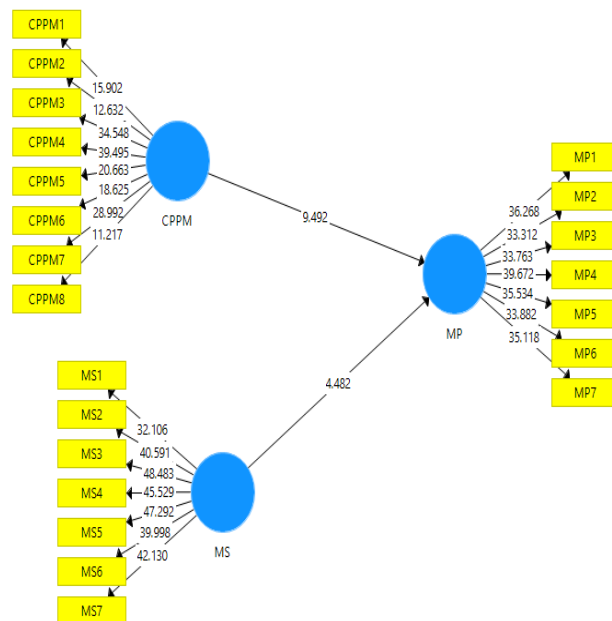 CPPM1
CPPM2
CPPM3
CPPM4
CPPM5
CPPM6
CPPM7
CPPM8
15.902
12.632
34.548
39.495
20.663
18.625
28.992
11.217
CPPM
9.492
MP1
MP2
MP3
MP4
MP5
MP6
MP7
36.268
33.312
33.763
39.672
35.534
33.882
35.118
MP
4.482
MS1
MS2
MS3
MS4
MS5
MS6
MS7
32.106
40.591
48.483
45.529
47.292
39.998
42.130
MS